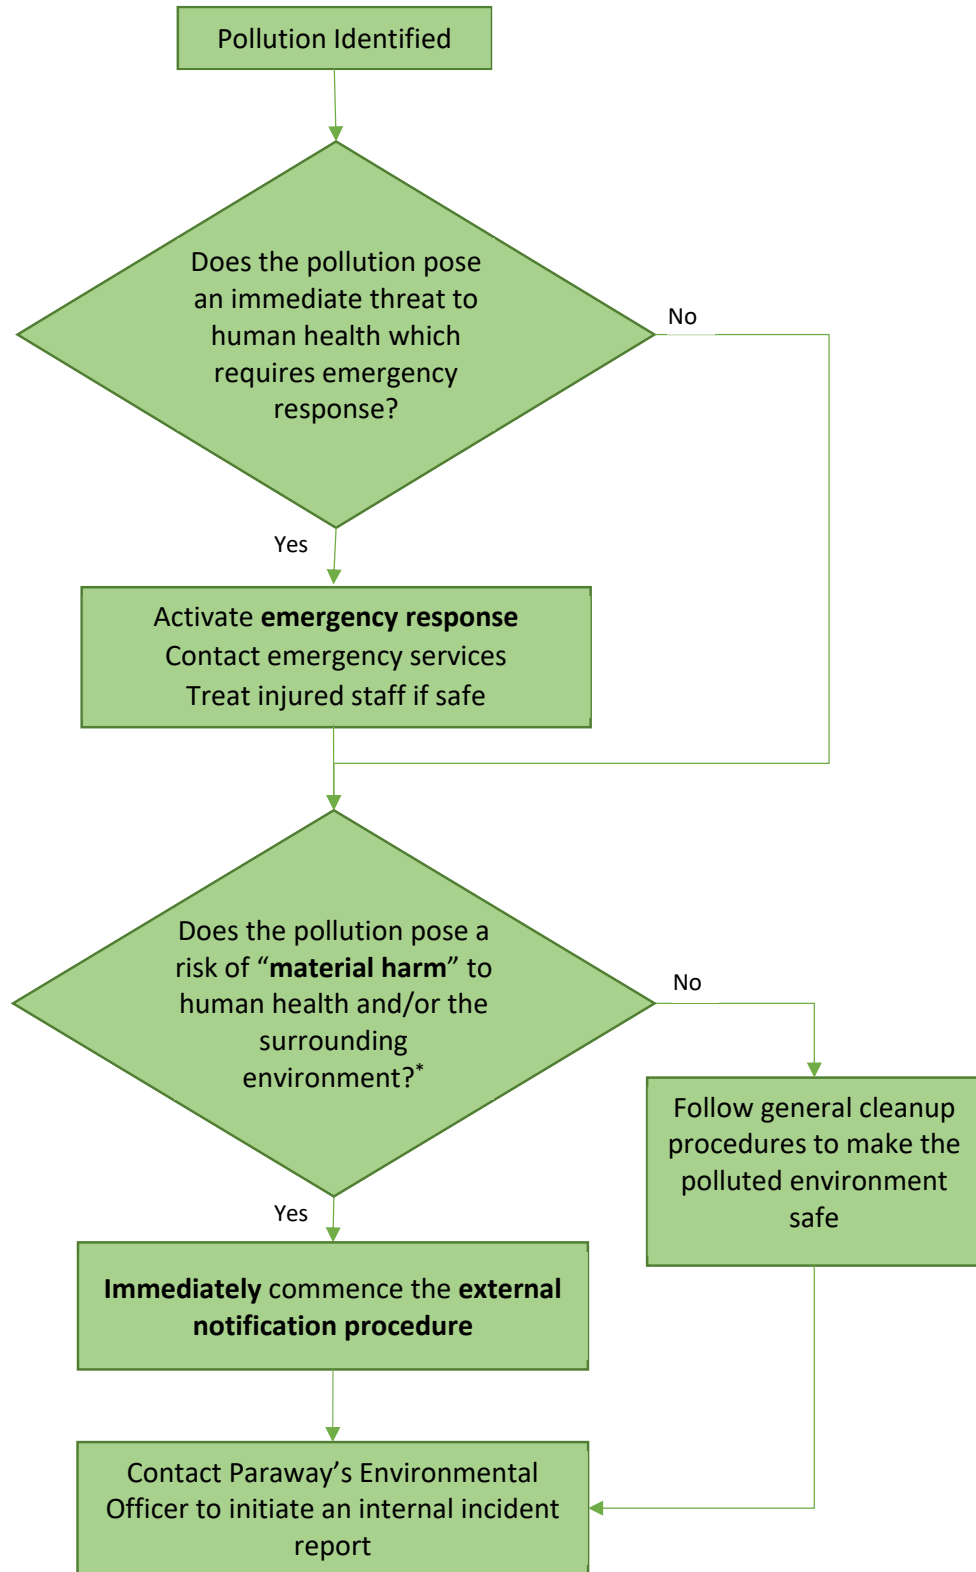 Pollution Identified
Does the pollution pose
an immediate threat to
human health which
requires emergency
response?
No
Yes
Activate emergency response
Contact emergency services
Treat injured staff if safe
Does the pollution pose a
risk of “material harm” to
human health and/or the
surrounding
environment?*
No
Yes
Follow general cleanup
procedures to make the
polluted environment
safe
Immediately commence the external
notification procedure
Contact Paraway’s Environmental
Officer to initiate an internal incident
report